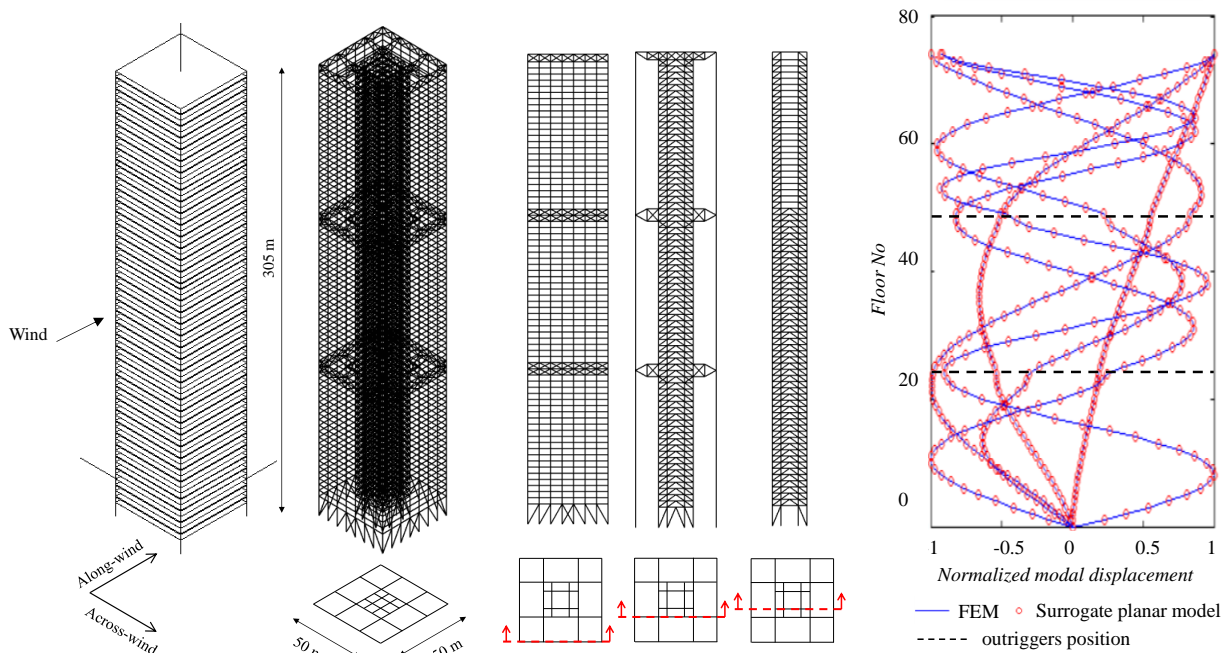 Wind
305 m
Along-wind
Across-wind
50 m
80
60
40
20
0
Floor No
1
-0.5
0
0.5
1
Normalized modal displacement
FEM
Surrogate planar model
outriggers position